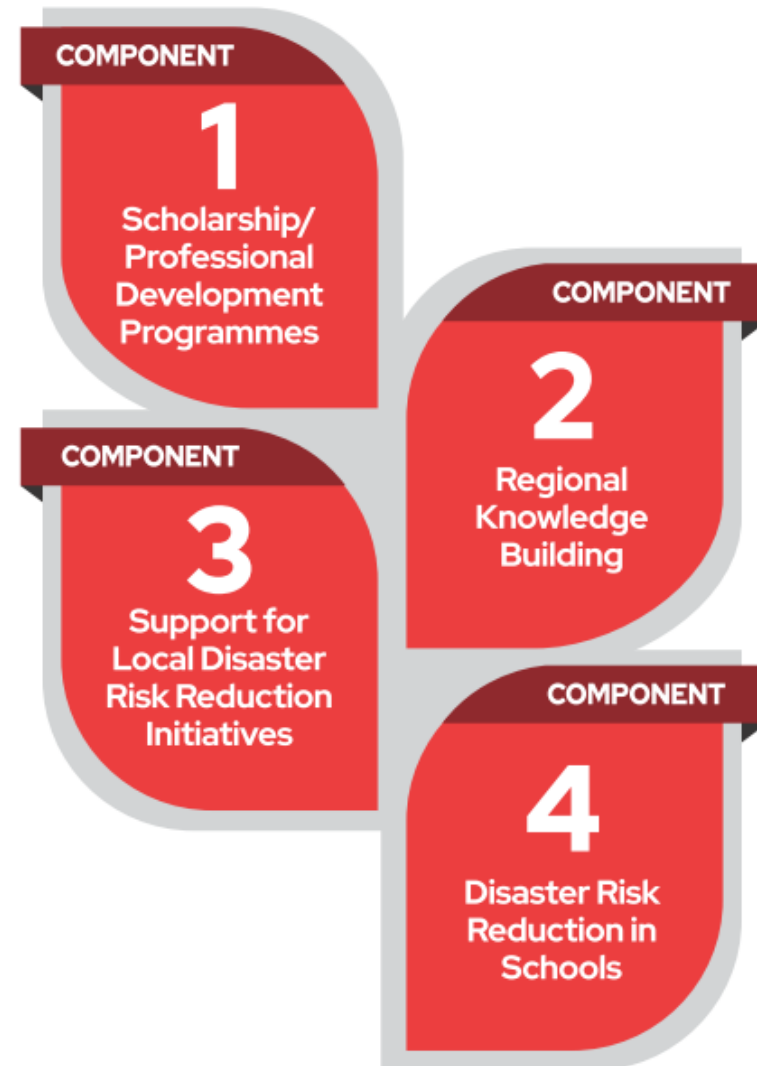 COMPONENT
1
Scholarship/
Professional
Development
Programmes
COMPONENT
2
Regional
Knowledge
Building
COMPONENT
3
Support for
Local Disaster
Risk Reduction
Initiatives
COMPONENT
4
Disaster Risk
Reduction in
Schools